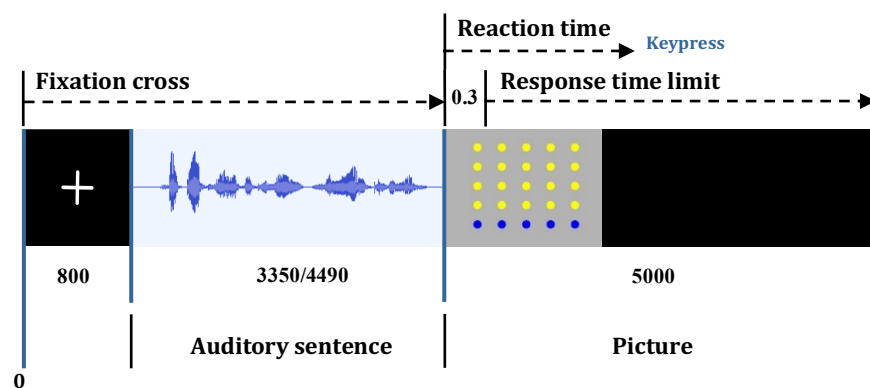 Reaction time
Keypress
Fixation cross
0.3
Response time limit
800
3350/4490
5000
Auditory sentence
Picture
0